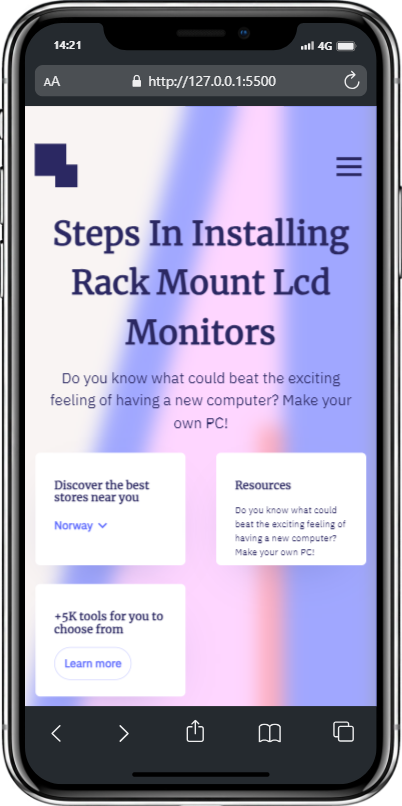 14:21
4G
AA
http://127.0.0.1:5500
Steps In Installing
Rack Mount Lcd
Monitors
Do you know what could beat the exciting
feeling of having a new computer? Make your
own PC!
Discover the best
stores near you
Norway
Resources
Do you know what could
beat the exciting feeling of
having a new computer?
Make your own PC!
+5K tools for you to
choose from
Learn more